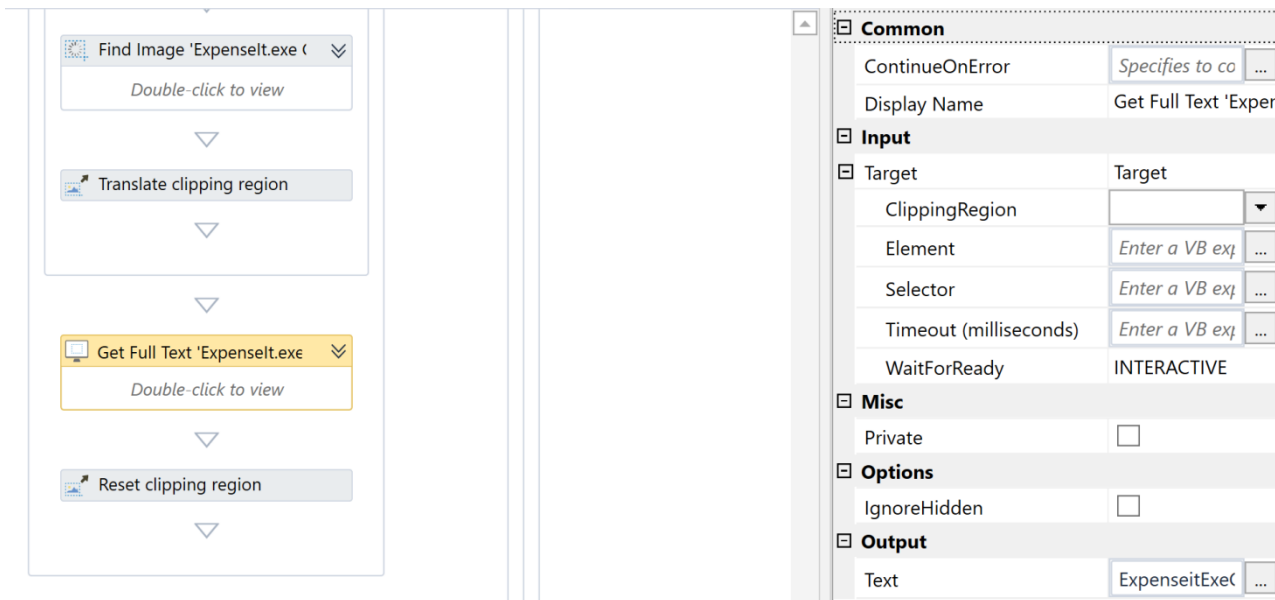 Find Image 'ExpenseIt.exe (
Double-click to view
Translate clipping region
Get Full Text 'ExpenseIt.exe
Double-click to view
Reset clipping region
Common
ContinueOnError Specifies to co ...
Display Name Get Full Text 'Exper
Input
Target Target
ClippingRegion
Element Enter a VB exp ...
Selector Enter a VB exp ...
Timeout (milliseconds) Enter a VB exp ...
WaitForReady INTERACTIVE
Misc
Private
Options
IgnoreHidden
Output
Text ExpenseitExe( ...